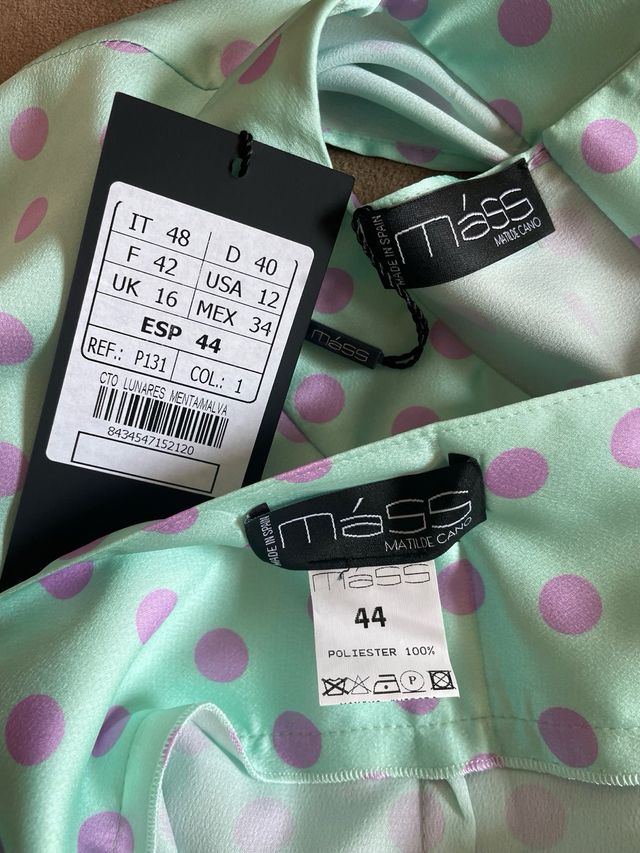 IT 48 D 40
F 42 USA 12
UK 16 MEX 34
ESP 44
REF.: P131 COL.: 1
CTO LUNARES MENTA/MALVA
8434547152120
MADE IN SPAIN
máss
MATILDE CANO
máss
MADE IN SPAIN
máss
MATILDE CANO
máss
44
POLIESTER 100%
P